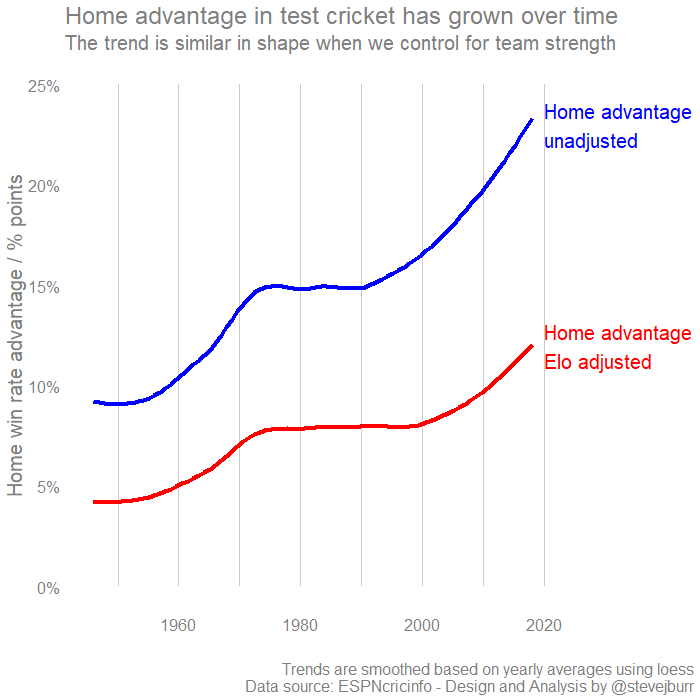 Home advantage in test cricket has grown over time
The trend is similar in shape when we control for team strength
Home win rate advantage / % points
25%
20%
15%
10%
5%
0%
Home advantage
unadjusted
Home advantage
Elo adjusted
1960
1980
2000
2020
Trends are smoothed based on yearly averages using loess
Data source: ESPNcricinfo - Design and Analysis by @stevejburr